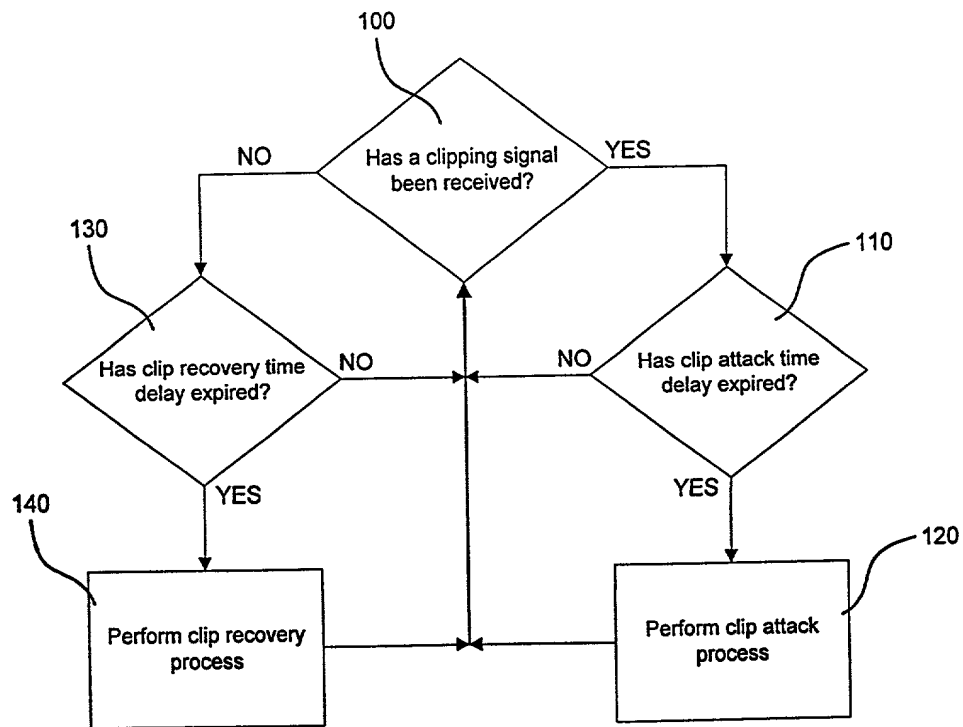 100
NO
Has a clipping signal
been received?
YES
130
110
Has clip recovery time
delay expired?
NO
NO
Has clip attack time
delay expired?
YES
YES
140
120
Perform clip recovery
process
Perform clip attack
process